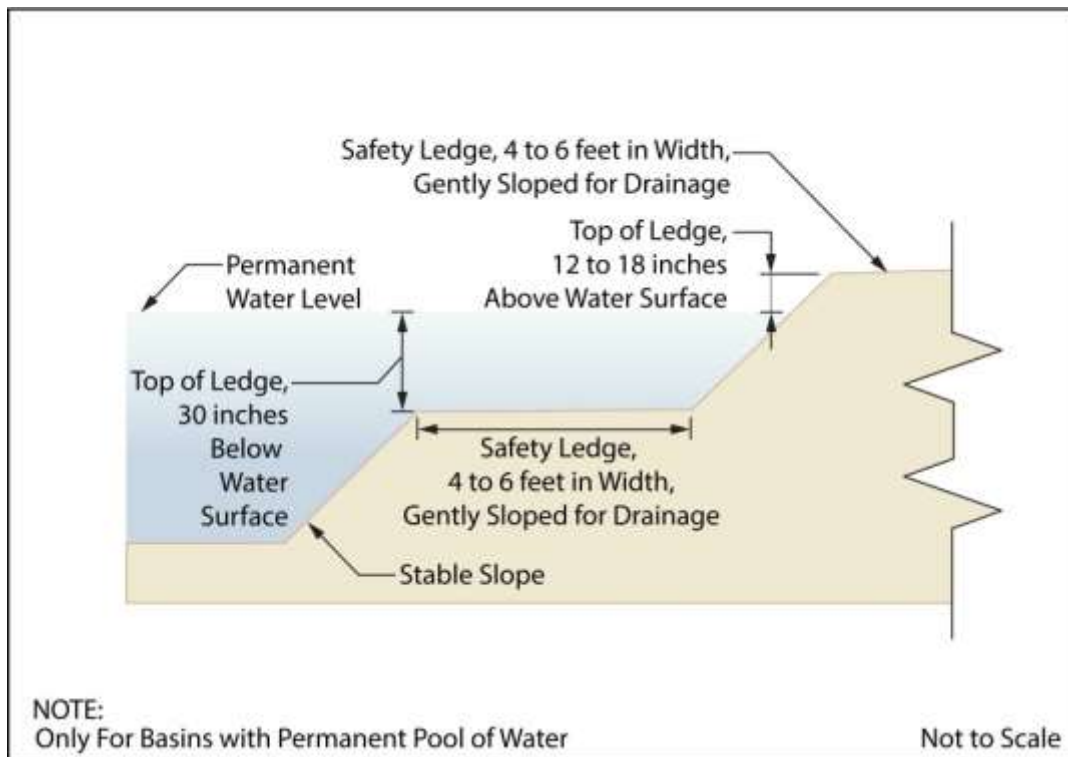 Safety Ledge, 4 to 6 feet in Width,
Gently Sloped for Drainage
Top of Ledge,
12 to 18 inches
Above Water Surface
Permanent
Water Level
Top of Ledge,
30 inches
Below
Water
Surface
Safety Ledge,
4 to 6 feet in Width,
Gently Sloped for Drainage
Stable Slope
NOTE:
Only For Basins with Permanent Pool of Water
Not to Scale